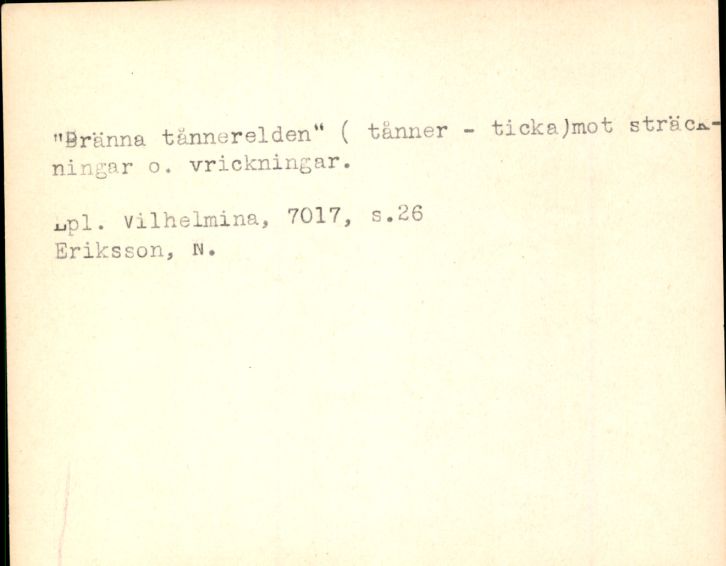 "Bränna tånnerelden" ( tånner - ticka)mot sträck-
ningar o. vrickningar.
Lpl. Vilhelmina, 7017, s.26
Eriksson, N.